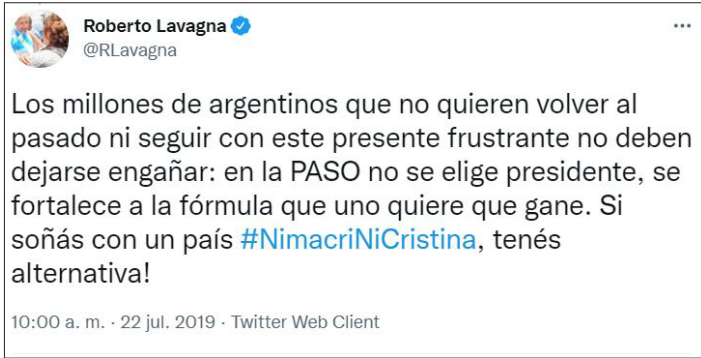 Roberto Lavagna
@RLavagna
Los millones de argentinos que no quieren volver al
pasado ni seguir con este presente frustrante no deben
dejarse engañar: en la PASO no se elige presidente, se
fortalece a la fórmula que uno quiere que gane. Si
soñás con un país #NimacriNiCristina, tenés
alternativa!
10:00 a. m. · 22 jul. 2019 · Twitter Web Client